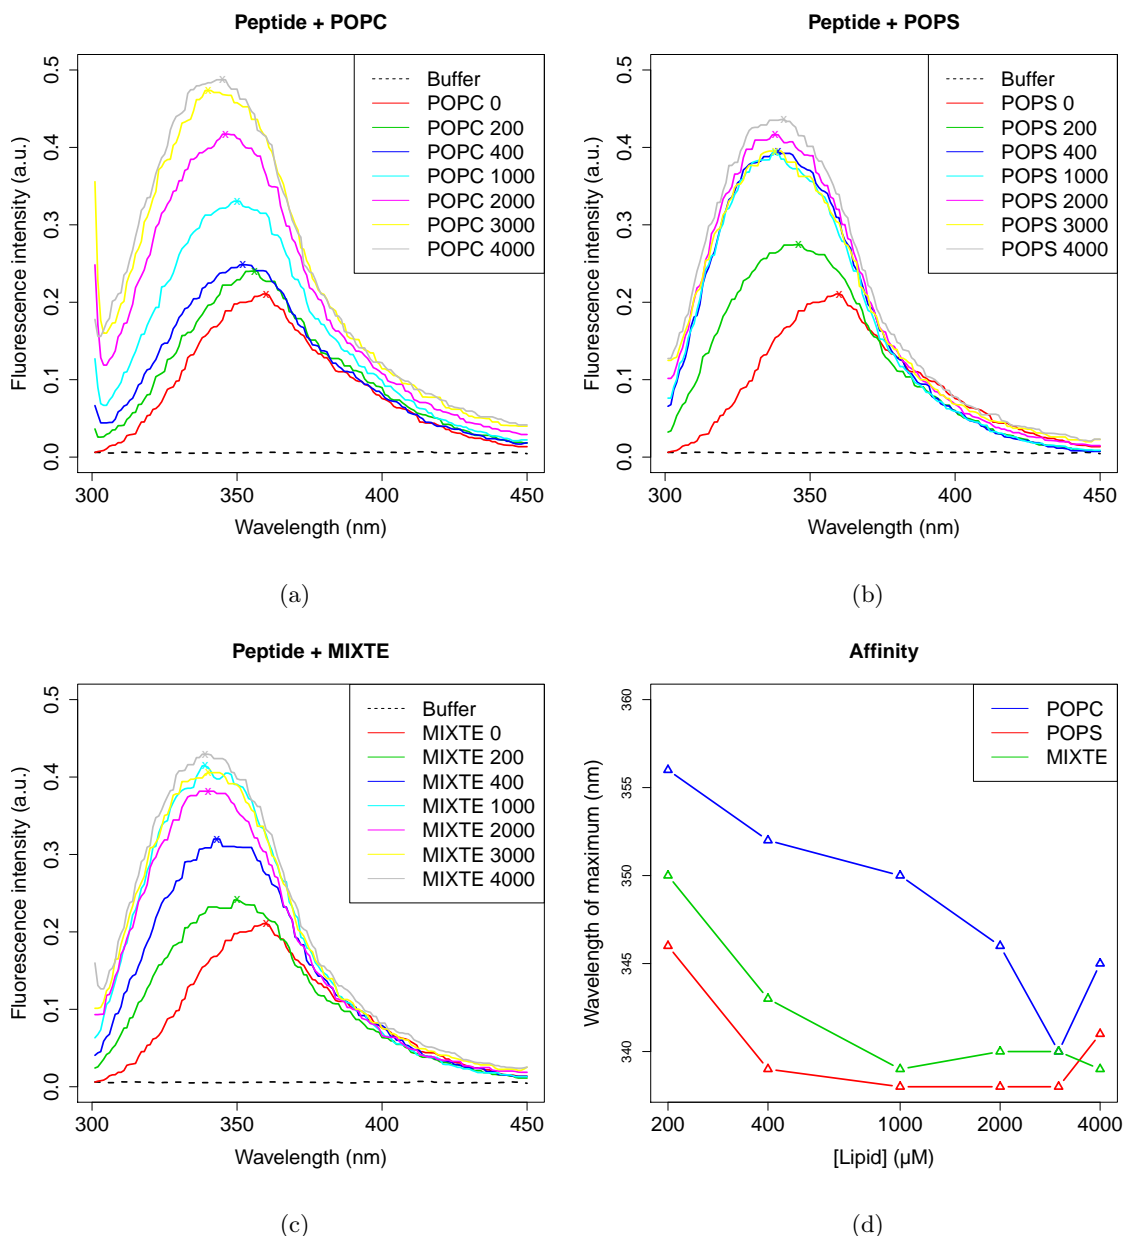 Peptide + POPC
Fluorescence intensity (a.u.)
0.5
0.4
0.3
0.2
0.1
0.0
Buffer
POPC 0
POPC 200
POPC 400
POPC 1000
POPC 2000
POPC 3000
POPC 4000
300
350
400
450
Wavelength (nm)
(a)
Peptide + POPS
Fluorescence intensity (a.u.)
0.5
0.4
0.3
0.2
0.1
0.0
Buffer
POPS 0
POPS 200
POPS 400
POPS 1000
POPS 2000
POPS 3000
POPS 4000
300
350
400
450
Wavelength (nm)
(b)
Peptide + MIXTE
Fluorescence intensity (a.u.)
0.5
0.4
0.3
0.2
0.1
0.0
Buffer
MIXTE 0
MIXTE 200
MIXTE 400
MIXTE 1000
MIXTE 2000
MIXTE 3000
MIXTE 4000
300
350
400
450
Wavelength (nm)
(c)
Affinity
Wavelength of maximum (nm)
360
355
350
345
340
POPC
POPS
MIXTE
200
400
1000
2000
4000
[Lipid] (µM)
(d)